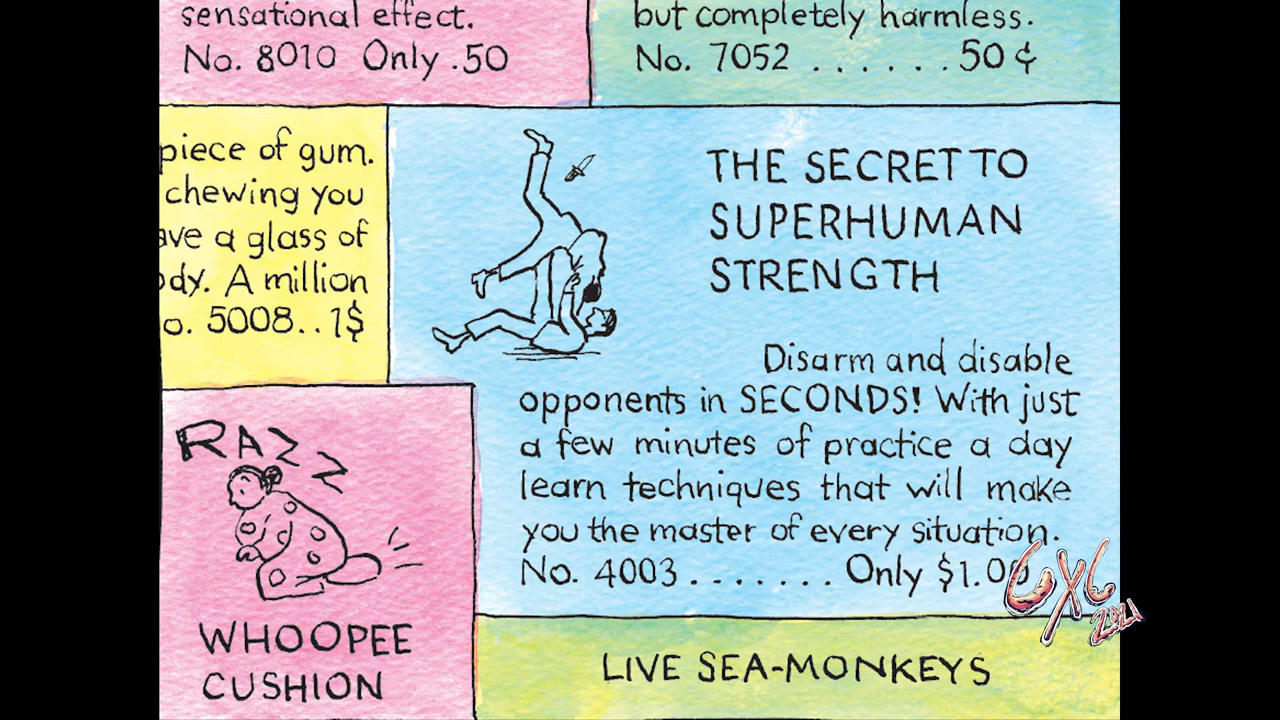 sensational effect.
No. 8010 Only .50
but completely harmless.
No. 7052 . . . . . . 50 ¢
piece of gum.
chewing you
ave a glass of
ody. A million
o. 5008..1$
THE SECRET TO
SUPERHUMAN
STRENGTH
Disarm and disable
opponents in SECONDS! With just
a few minutes of practice a day
learn techniques that will make
you the master of every situation.
No. 4003 . . . . . . . Only $1.00
RAZZ
WHOOPEE
CUSHION
LIVE SEA-MONKEYS
6X6
2021